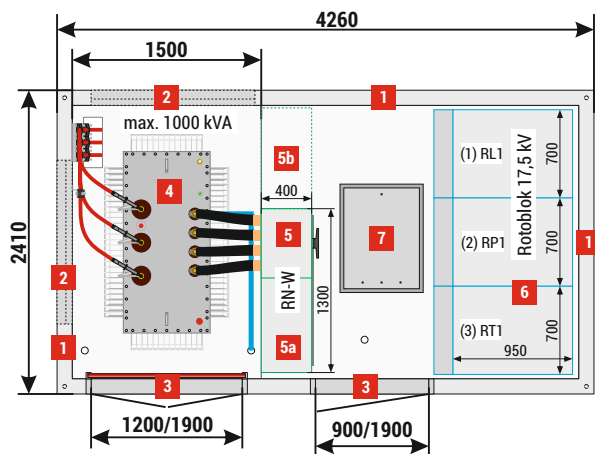 4260
1500
2
1
max. 1000 kVA
5b
(1) RL1
700
Rotoblok 17,5 kV
4
400
2410
5
7
(2) RP1
700
1
2
RN-W
1300
6
1
5a
(3) RT1
700
950
3
3
1200/1900
900/1900